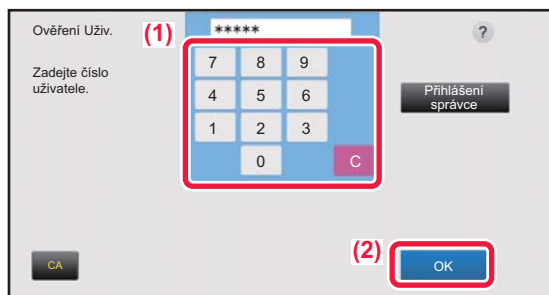 Ověření Uživ.
(1)
*****
?
Zadejte číslo
uživatele.
7 8 9
4 5 6
1 2 3
0 C
Přihlášení
správce
(2)
CA
OK